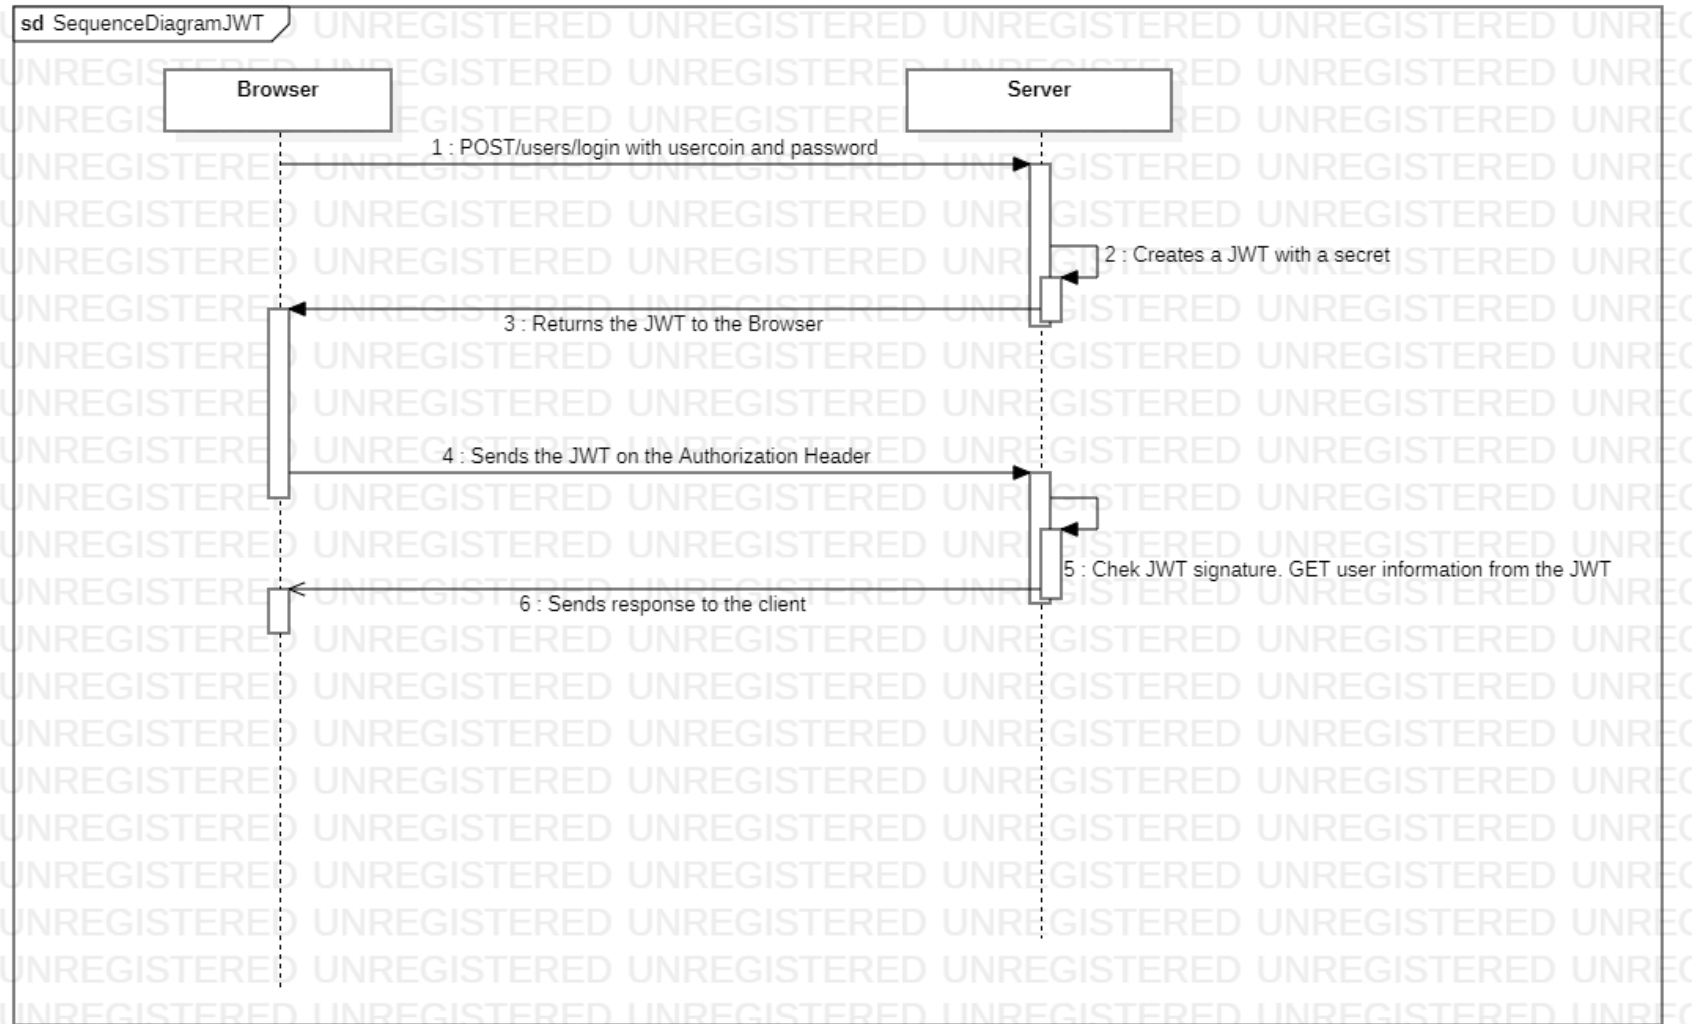 sd SequenceDiagramJWT
Browser
Server
1 : POST/users/login with usercoin and password
2 : Creates a JWT with a secret
3 : Returns the JWT to the Browser
4 : Sends the JWT on the Authorization Header
5 : Chek JWT signature. GET user information from the JWT
6 : Sends response to the client
UNREGISTERED